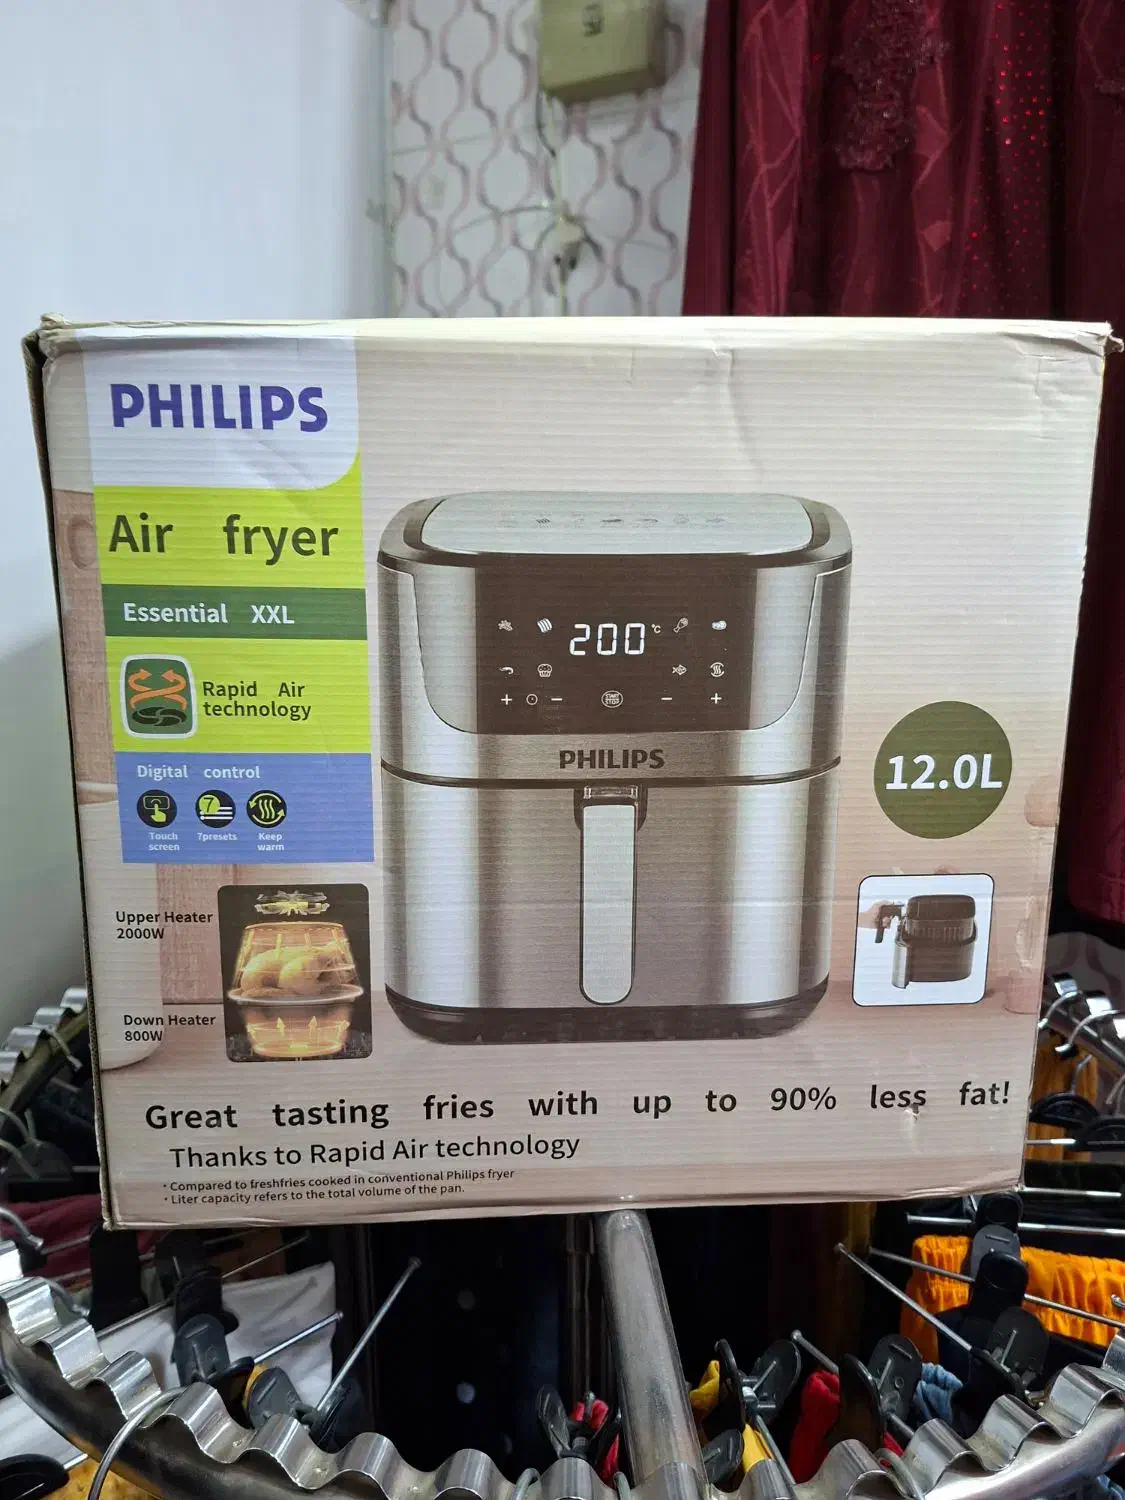 PHILIPS
Air fryer
Essential XXL
Rapid Air
technology
Digital control
7
Touch
screen
7presets
Keep
warm
200°C
START
STOP
PHILIPS
12.0L
Upper Heater
2000W
Down Heater
800W
Great tasting fries with up to 90% less fat!
Thanks to Rapid Air technology
· Compared to freshfries cooked in conventional Philips fryer
· Liter capacity refers to the total volume of the pan.